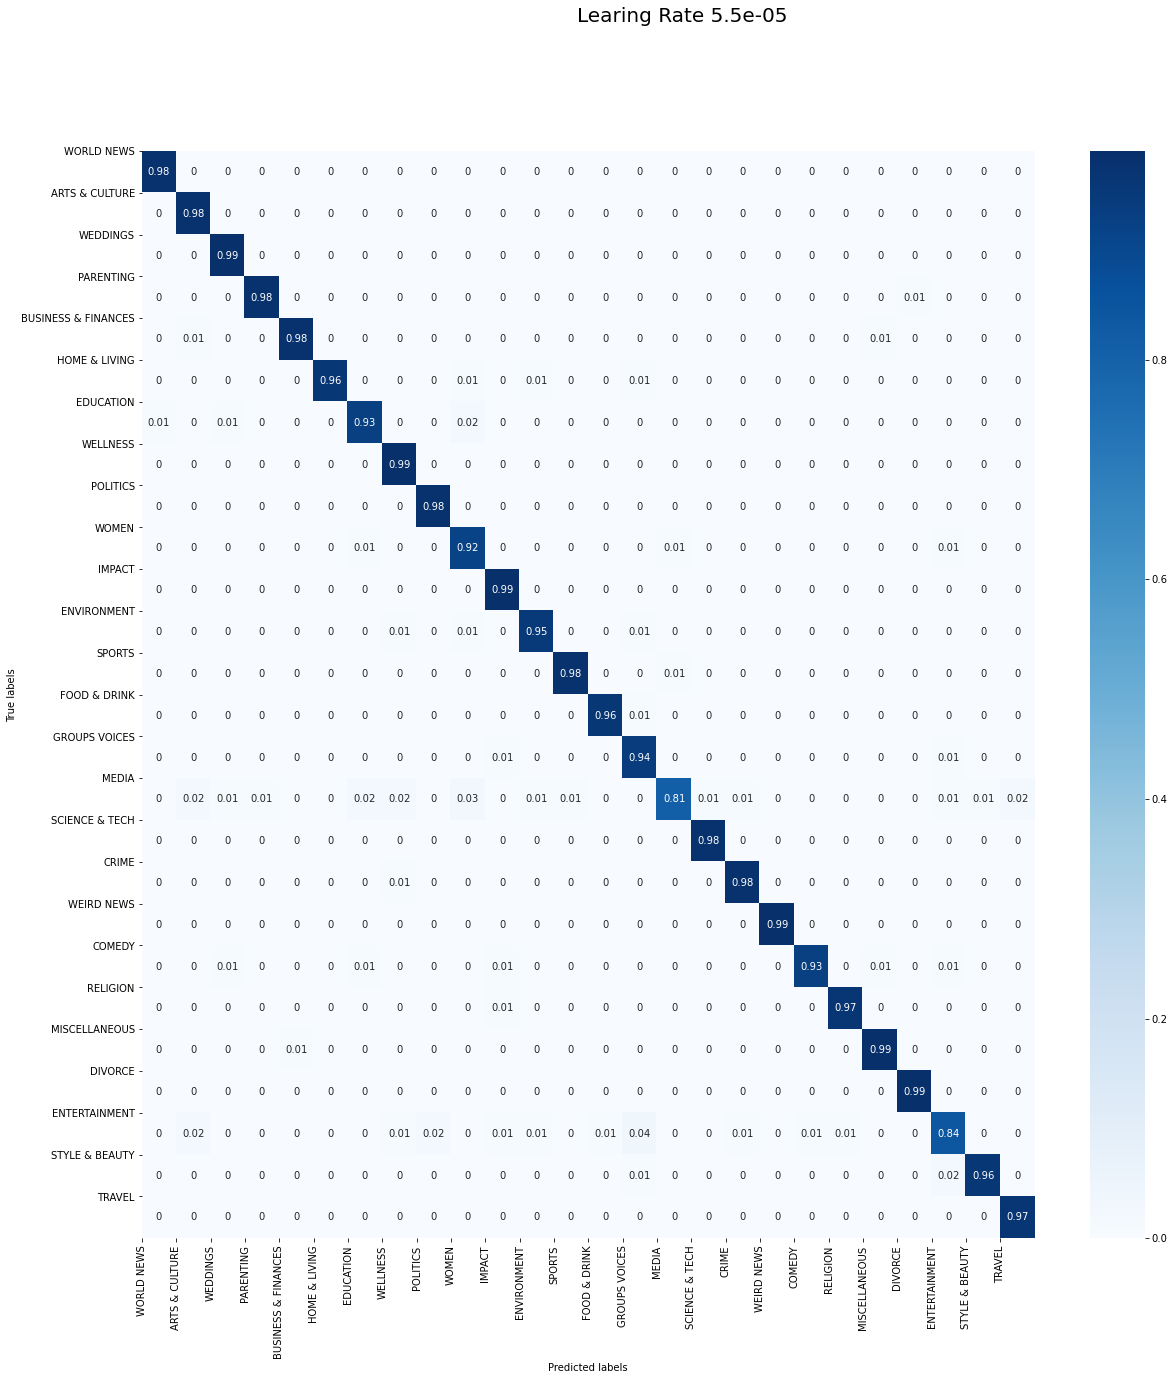 Learing Rate 5.5e-05
WORLD NEWS
0.98 0 0 0 0 0 0 0 0 0 0 0 0 0 0 0 0 0 0 0 0 0 0 0 0 0
ARTS & CULTURE
0 0.98 0 0 0 0 0 0 0 0 0 0 0 0 0 0 0 0 0 0 0 0 0 0 0 0
WEDDINGS
0 0 0.99 0 0 0 0 0 0 0 0 0 0 0 0 0 0 0 0 0 0 0 0 0 0 0
PARENTING
0 0 0 0.98 0 0 0 0 0 0 0 0 0 0 0 0 0 0 0 0 0 0 0.01 0 0 0
BUSINESS & FINANCES
0 0.01 0 0 0.98 0 0 0 0 0 0 0 0 0 0 0 0 0 0 0 0 0.01 0 0 0 0
HOME & LIVING
0 0 0 0 0 0.96 0 0 0 0.01 0 0.01 0 0 0.01 0 0 0 0 0 0 0 0 0 0 0
EDUCATION
0.01 0 0.01 0 0 0 0.93 0 0 0.02 0 0 0 0 0 0 0 0 0 0 0 0 0 0 0 0
WELLNESS
0 0 0 0 0 0 0 0.99 0 0 0 0 0 0 0 0 0 0 0 0 0 0 0 0 0 0
POLITICS
0 0 0 0 0 0 0 0 0.98 0 0 0 0 0 0 0 0 0 0 0 0 0 0 0 0 0
WOMEN
0 0 0 0 0 0 0.01 0 0 0.92 0 0 0 0 0 0.01 0 0 0 0 0 0 0 0.01 0 0
IMPACT
0 0 0 0 0 0 0 0 0 0 0.99 0 0 0 0 0 0 0 0 0 0 0 0 0 0 0
ENVIRONMENT
0 0 0 0 0 0 0 0.01 0 0.01 0 0.95 0 0 0.01 0 0 0 0 0 0 0 0 0 0 0
SPORTS
0 0 0 0 0 0 0 0 0 0 0 0 0.98 0 0 0.01 0 0 0 0 0 0 0 0 0 0
FOOD & DRINK
0 0 0 0 0 0 0 0 0 0 0 0 0 0.96 0.01 0 0 0 0 0 0 0 0 0 0 0
GROUPS VOICES
0 0 0 0 0 0 0 0 0 0 0.01 0 0 0 0.94 0 0 0 0 0 0 0 0 0.01 0 0
MEDIA
0 0.02 0.01 0.01 0 0 0.02 0.02 0 0.03 0 0.01 0.01 0 0 0.81 0.01 0.01 0 0 0 0 0 0.01 0.01 0.02
SCIENCE & TECH
0 0 0 0 0 0 0 0 0 0 0 0 0 0 0 0 0.98 0 0 0 0 0 0 0 0 0
CRIME
0 0 0 0 0 0 0 0.01 0 0 0 0 0 0 0 0 0 0.98 0 0 0 0 0 0 0 0
WEIRD NEWS
0 0 0 0 0 0 0 0 0 0 0 0 0 0 0 0 0 0 0.99 0 0 0 0 0 0 0
COMEDY
0 0 0.01 0 0 0 0.01 0 0 0 0.01 0 0 0 0 0 0 0 0 0.93 0 0.01 0 0.01 0 0
RELIGION
0 0 0 0 0 0 0 0 0 0 0.01 0 0 0 0 0 0 0 0 0 0.97 0 0 0 0 0
MISCELLANEOUS
0 0 0 0 0.01 0 0 0 0 0 0 0 0 0 0 0 0 0 0 0 0 0.99 0 0 0 0
DIVORCE
0 0 0 0 0 0 0 0 0 0 0 0 0 0 0 0 0 0 0 0 0 0 0.99 0 0 0
ENTERTAINMENT
0 0.02 0 0 0 0 0 0.01 0.02 0 0.01 0.01 0 0.01 0.04 0 0 0.01 0 0.01 0.01 0 0 0.84 0 0
STYLE & BEAUTY
0 0 0 0 0 0 0 0 0 0 0 0 0 0 0.01 0 0 0 0 0 0 0 0 0.02 0.96 0
TRAVEL
0 0 0 0 0 0 0 0 0 0 0 0 0 0 0 0 0 0 0 0 0 0 0 0 0 0.97
True labels
0.8
0.6
0.4
0.2
0.0
WORLD NEWS
ARTS & CULTURE
WEDDINGS
PARENTING
BUSINESS & FINANCES
HOME & LIVING
EDUCATION
WELLNESS
POLITICS
WOMEN
IMPACT
ENVIRONMENT
SPORTS
FOOD & DRINK
GROUPS VOICES
MEDIA
SCIENCE & TECH
CRIME
WEIRD NEWS
COMEDY
RELIGION
MISCELLANEOUS
DIVORCE
ENTERTAINMENT
STYLE & BEAUTY
TRAVEL
Predicted labels